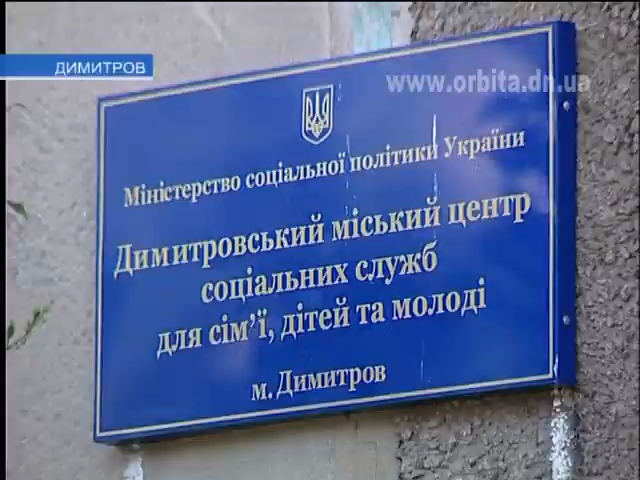 ДИМИТРОВ
www.orbita.dn.ua
Міністерство соціальної політики України
Димитровський міський центр
соціальних служб
для сім’ї, дітей та молоді
м. Димитров